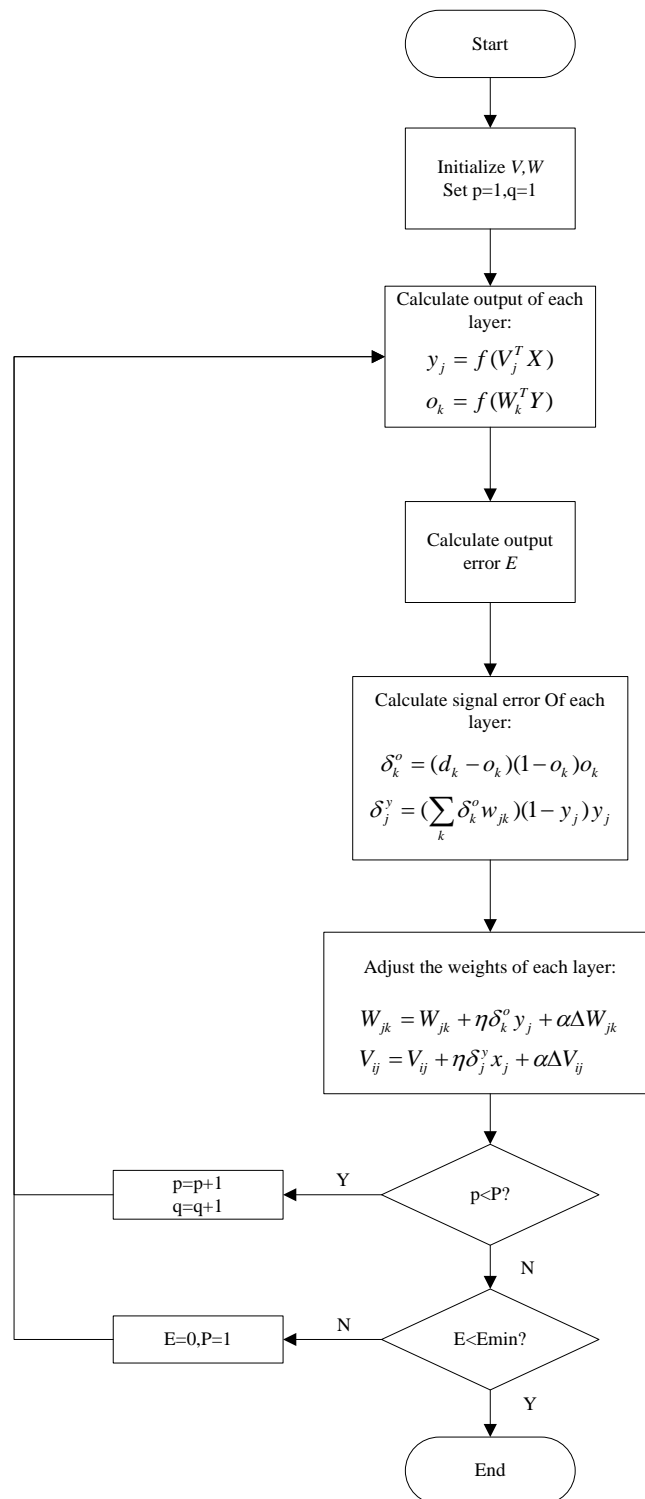 Start
Initialize V,W
Set p=1,q=1
Calculate output of each
layer:
y_j = f(V_j^T X)
o_k = f(W_k^T Y)
Calculate output
error E
Calculate signal error Of each
layer:
δ_k^o = (d_k − o_k)(1 − o_k)o_k
δ_j^y = (∑_k δ_k^o w_jk)(1 − y_j)y_j
Adjust the weights of each layer:
W_jk = W_jk + ηδ_k^o y_j + αΔW_jk
V_ij = V_ij + ηδ_j^y x_j + αΔV_ij
p<P?
Y
p=p+1
q=q+1
N
E<Emin?
N
E=0,P=1
Y
End